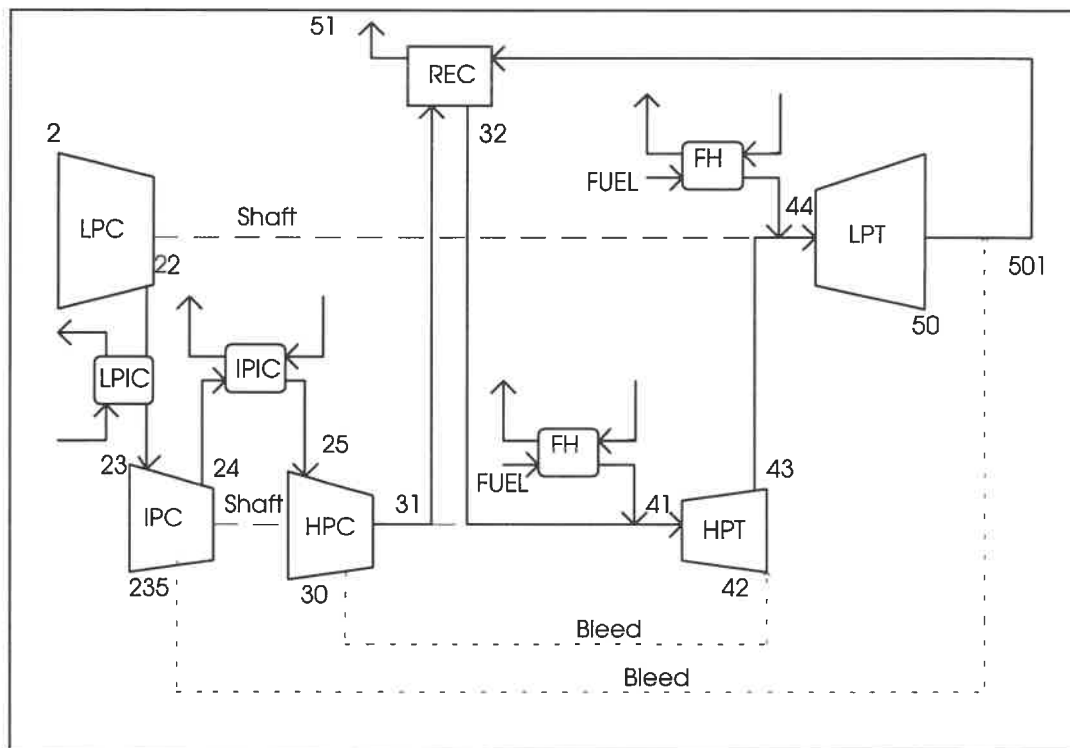 51
REC
2
32
FH
FUEL
44
Shaft
LPC
LPT
22
501
50
IPIC
LPIC
23
24
25
FH
FUEL
43
31
41
Shaft
IPC
HPC
HPT
235
30
42
Bleed
Bleed